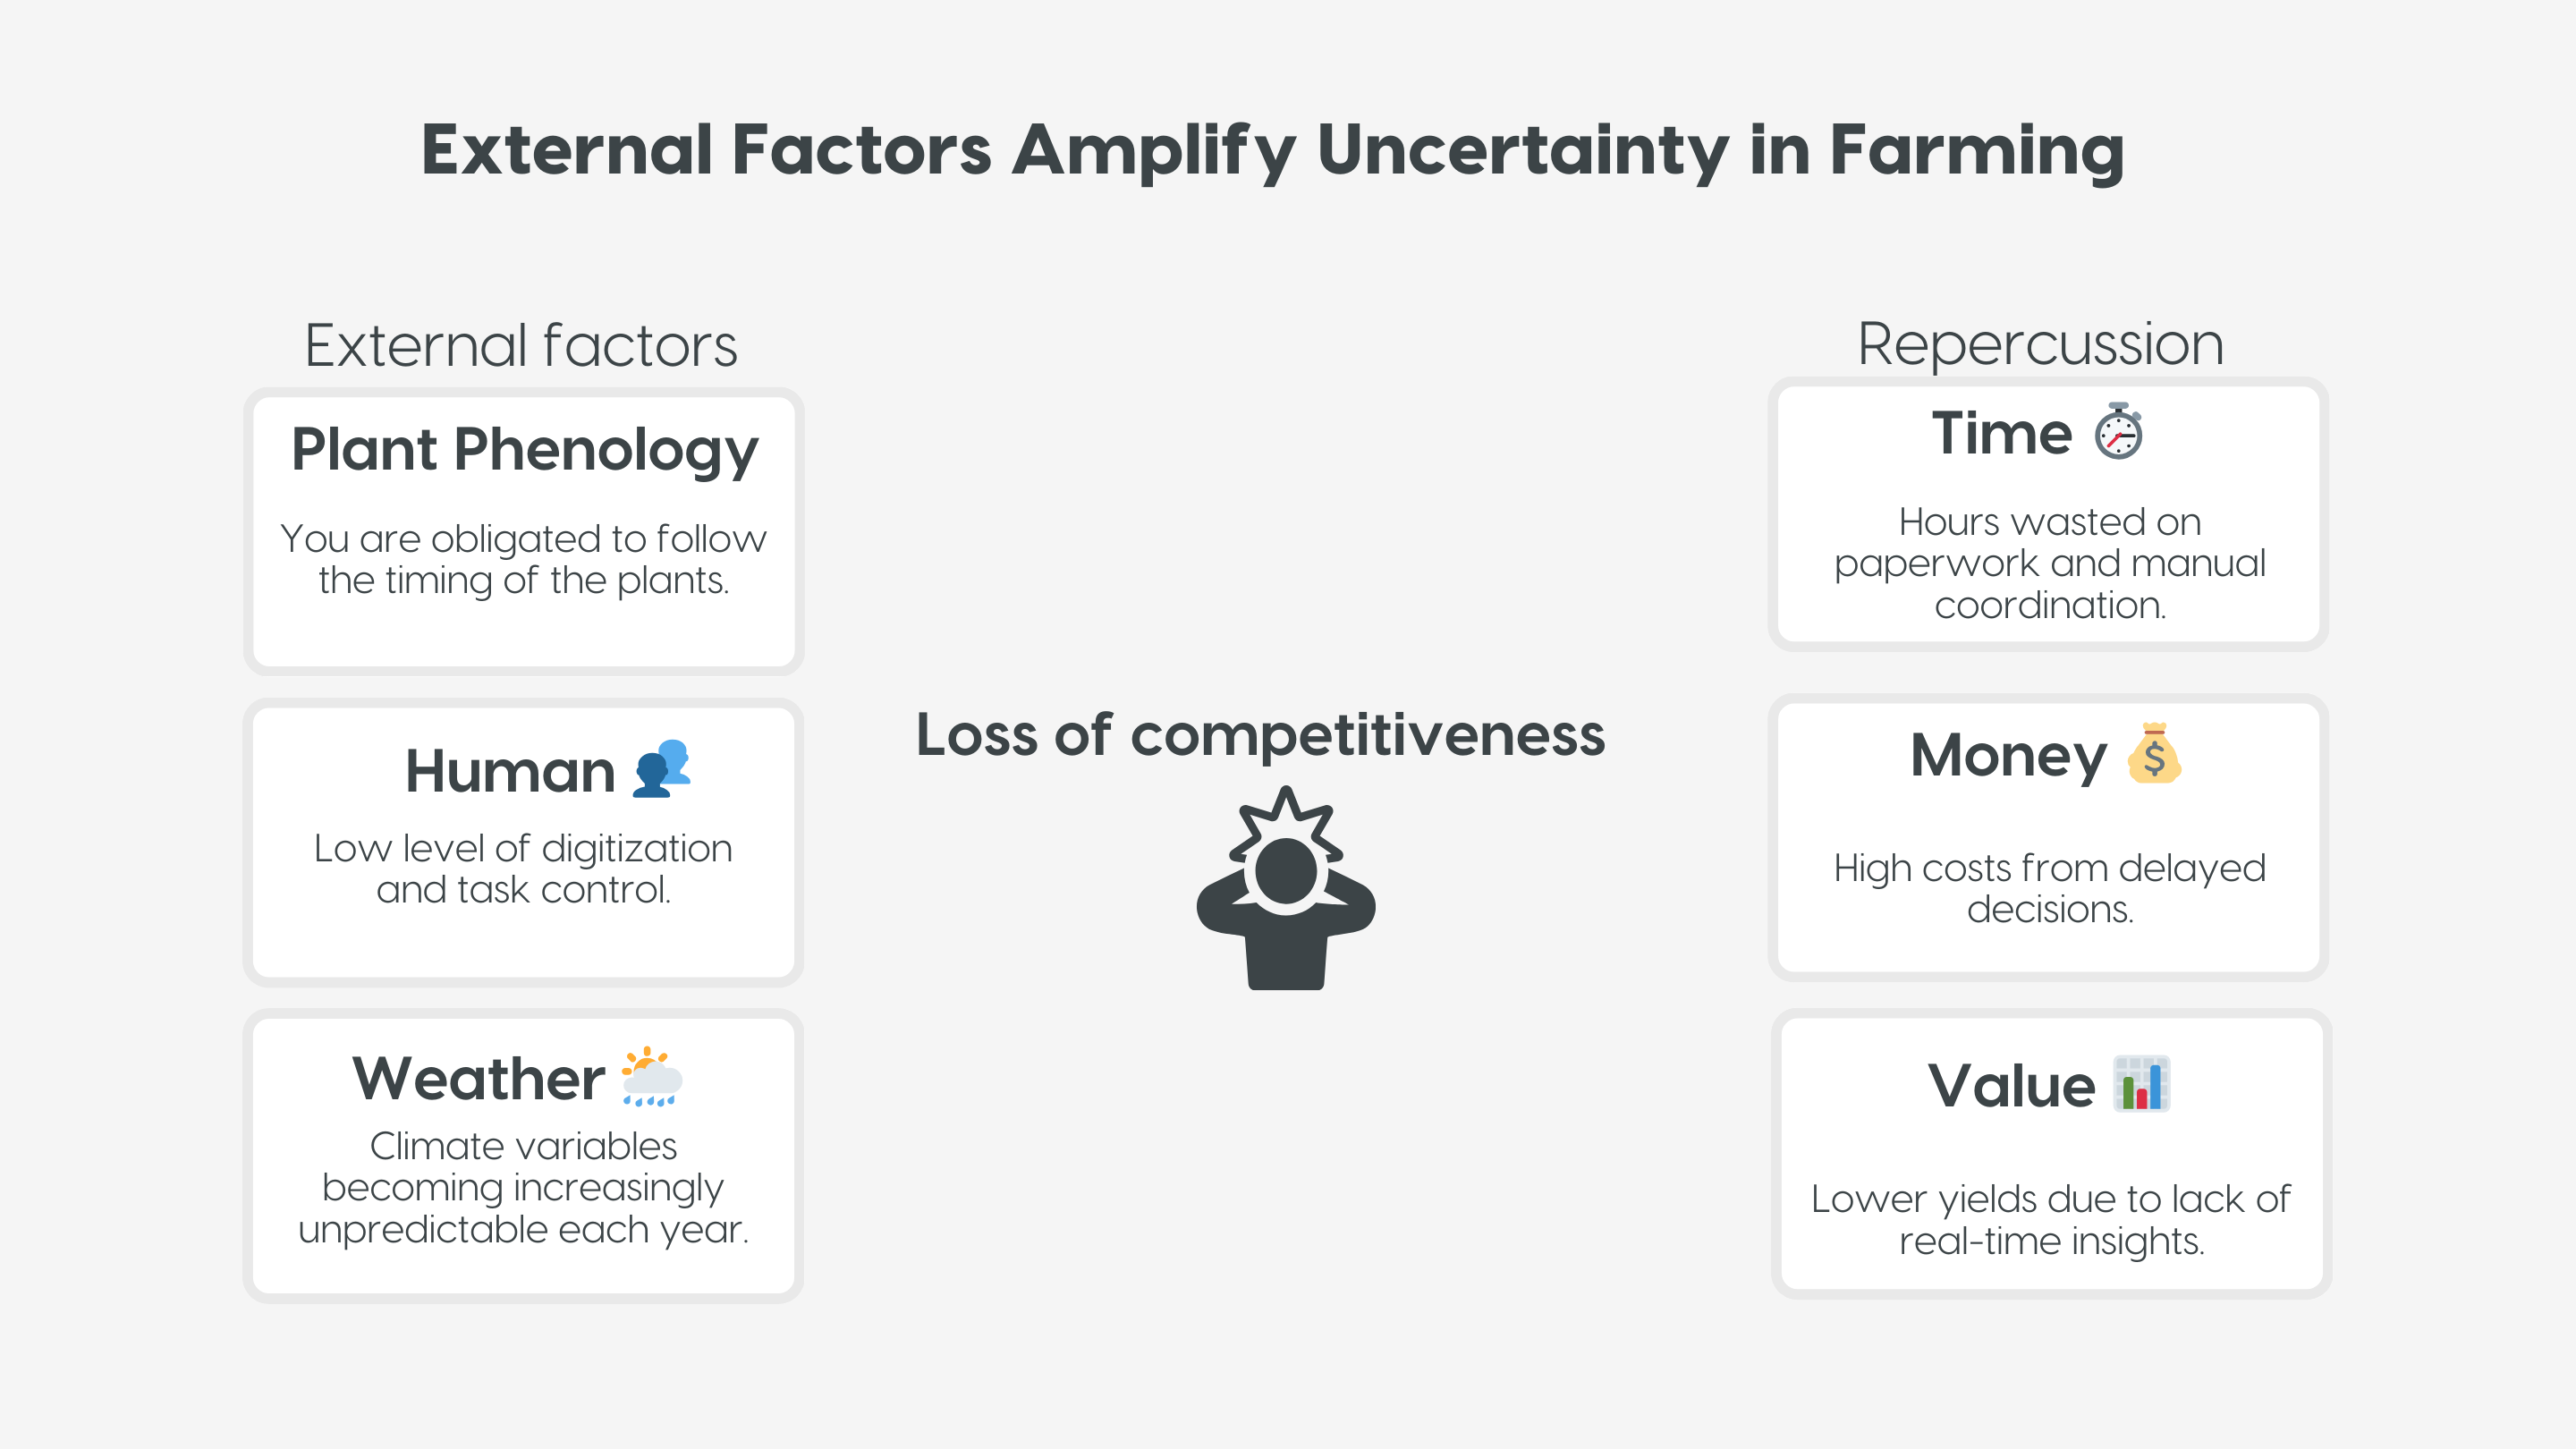 External Factors Amplify Uncertainty in Farming
External factors
Plant Phenology
You are obligated to follow
the timing of the plants.
Human
Low level of digitization
and task control.
Weather
Climate variables
becoming increasingly
unpredictable each year.
Loss of competitiveness
Repercussion
Time
Hours wasted on
paperwork and manual
coordination.
Money
$
High costs from delayed
decisions.
Value
Lower yields due to lack of
real-time insights.